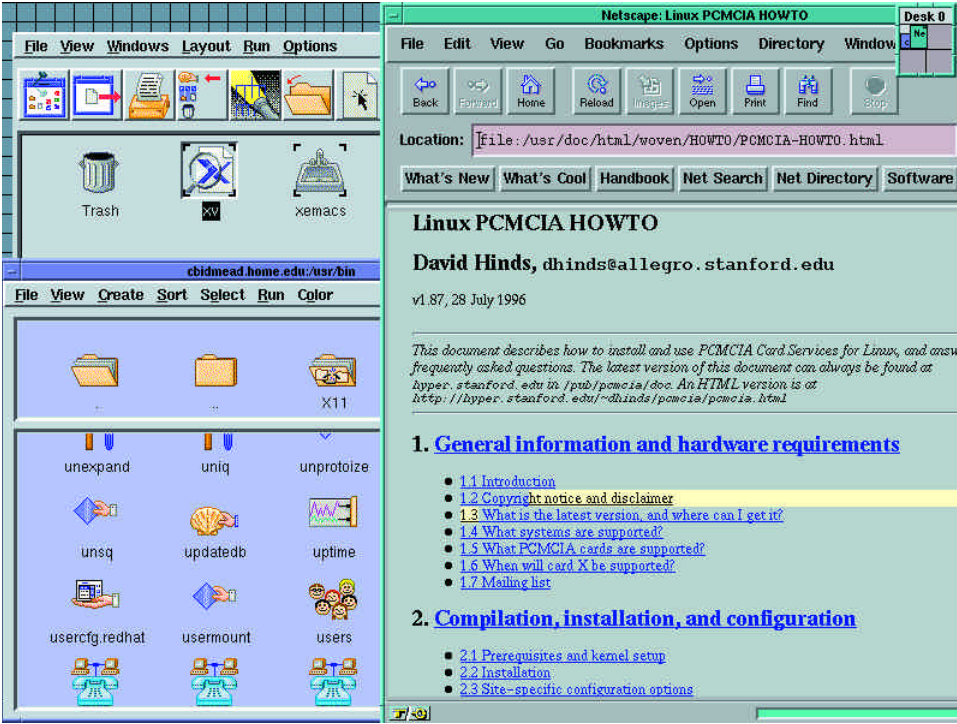 File View Windows Layout Run Options
Trash
xv
xemacs
cbidmead.home.edu:/usr/bin
File View Create Sort Select Run Color
.
..
X11
unexpand
uniq
unprotoize
unsq
updatedb
uptime
usercfg.redhat
usermount
users
Netscape: Linux PCMCIA HOWTO
Desk 0
Ne
c
File Edit View Go Bookmarks Options Directory Window
Back
Forward
Home
Reload
Images
Open
Print
Find
Stop
Location: file:/usr/doc/html/woven/HOWTO/PCMCIA-HOWTO.html
What's New What's Cool Handbook Net Search Net Directory Software
Linux PCMCIA HOWTO
David Hinds, dhinds@allegro.stanford.edu
v1.87, 28 July 1996
This document describes how to install and use PCMCIA Card Services for Linux, and answ
frequently asked questions. The latest version of this document can always be found at
hyper.stanford.edu in /pub/pcmcia/doc. An HTML version is at
http://hyper.stanford.edu/~dhinds/pcmcia/pcmcia.html
1. General information and hardware requirements
1.1 Introduction
1.2 Copyright notice and disclaimer
1.3 What is the latest version, and where can I get it?
1.4 What systems are supported?
1.5 What PCMCIA cards are supported?
1.6 When will card X be supported?
1.7 Mailing list
2. Compilation, installation, and configuration
2.1 Prerequisites and kernel setup
2.2 Installation
2.3 Site-specific configuration options